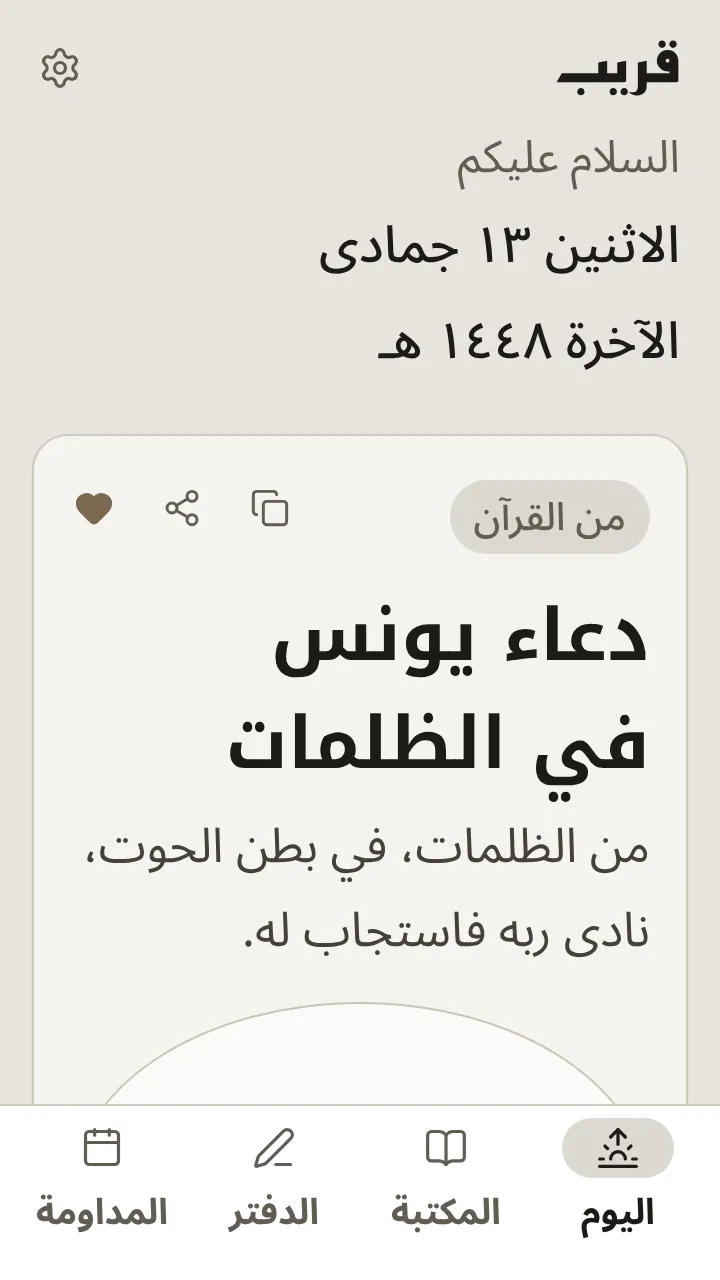 قريب
السلام عليكم
الاثنين ١٣ جمادى
الآخرة ١٤٤٨ هـ
من القرآن
دعاء يونس
في الظلمات
من الظلمات، في بطن الحوت،
نادى ربه فاستجاب له.
اليوم
المكتبة
الدفتر
المداومة